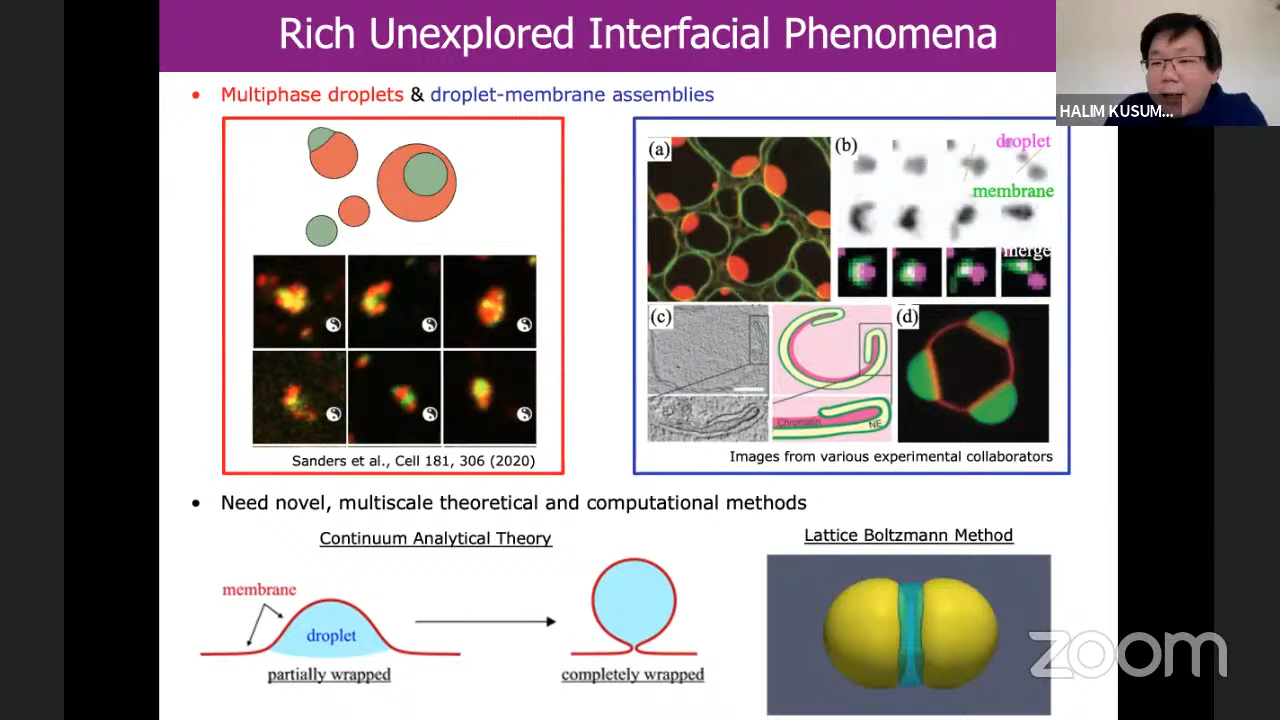 Rich Unexplored Interfacial Phenomena
HALIM KUSUM...
• Multiphase droplets & droplet-membrane assemblies
Sanders et al., Cell 181, 306 (2020)
(a)
(b)
droplet
membrane
merge
(c)
Chromatin
NE
(d)
Images from various experimental collaborators
• Need novel, multiscale theoretical and computational methods
Continuum Analytical Theory
membrane
droplet
partially wrapped
completely wrapped
Lattice Boltzmann Method
zoom